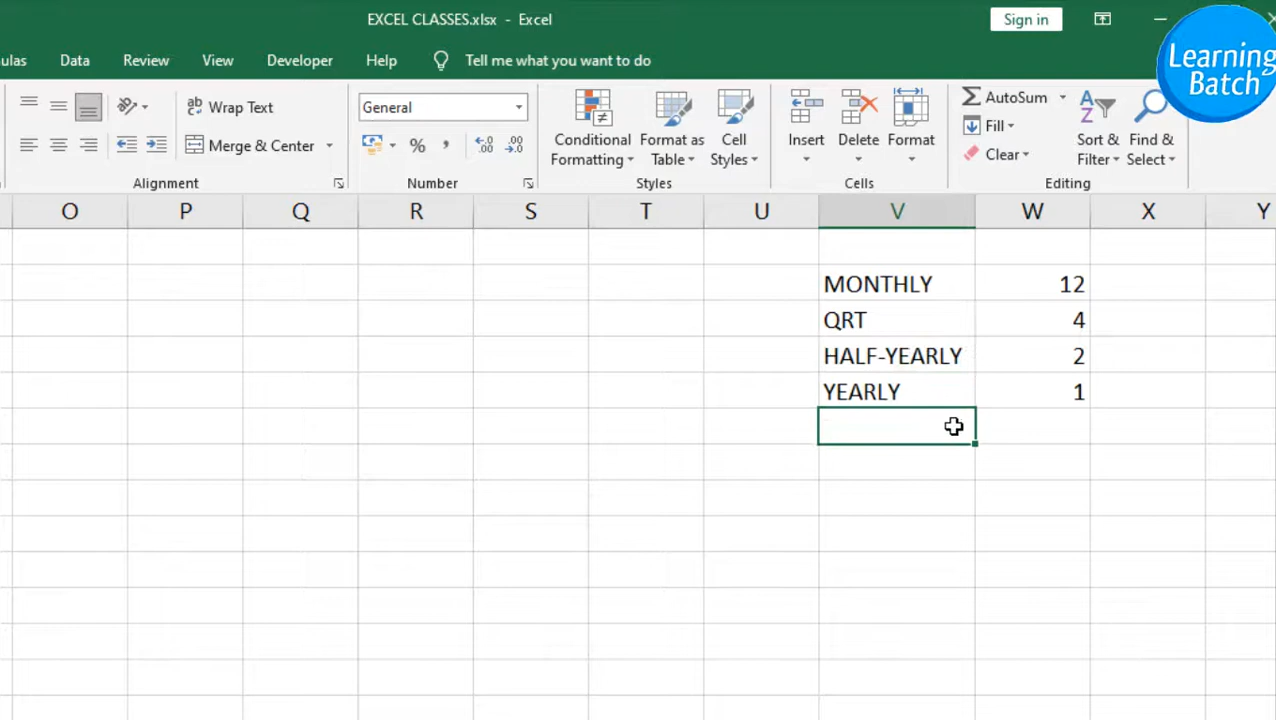 EXCEL CLASSES.xlsx - Excel
Sign in
Learning
Batch
Data Review View Developer Help Tell me what you want to do
Wrap Text
Merge & Center
Alignment
General
%
Number
Conditional
Formatting
Format as
Table
Cell
Styles
Styles
Insert
Delete
Format
Cells
AutoSum
Fill
Clear
Sort &
Filter
Find &
Select
Editing
O P Q R S T U V W X Y
MONTHLY 12
QRT 4
HALF-YEARLY 2
YEARLY 1